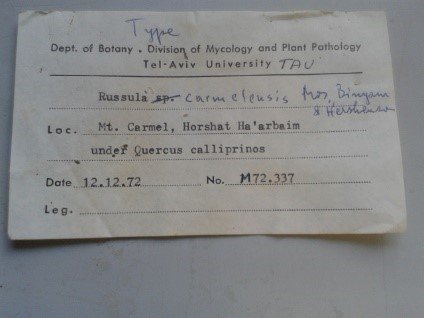 Type
Dept. of Botany . Division of Mycology and Plant Pathology
Tel-Aviv University TAU
Russula sp. carmelensis Mos, Binyam
& Hershenzon
Loc. Mt. Carmel, Horshat Ha'arbaim
under Quercus calliprinos
Date 12.12.72 No. M72.337
Leg.